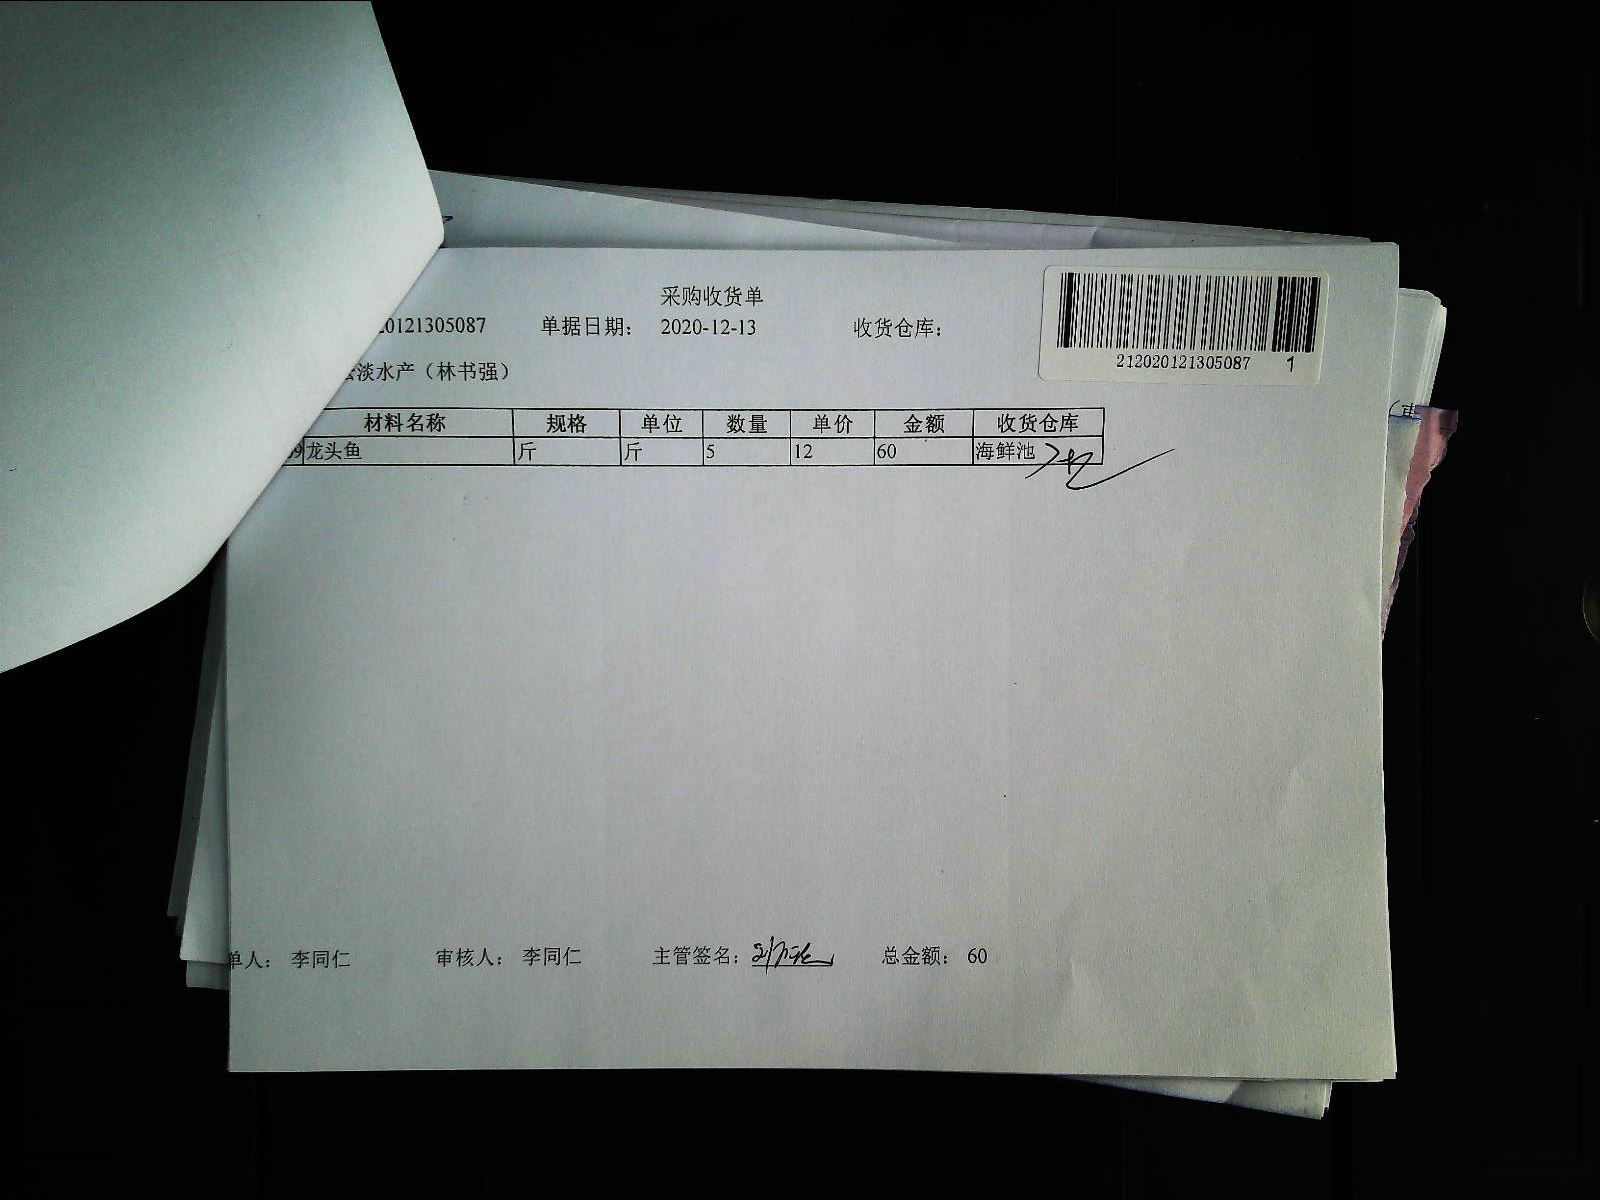 采购收货单
20121305087 单据日期： 2020-12-13 收货仓库：
212020121305087 1
淡水产（林书强）
材料名称 规格 单位 数量 单价 金额 收货仓库
9 龙头鱼 斤 斤 5 12 60 海鲜池
单人： 李同仁 审核人： 李同仁 主管签名： 总金额： 60